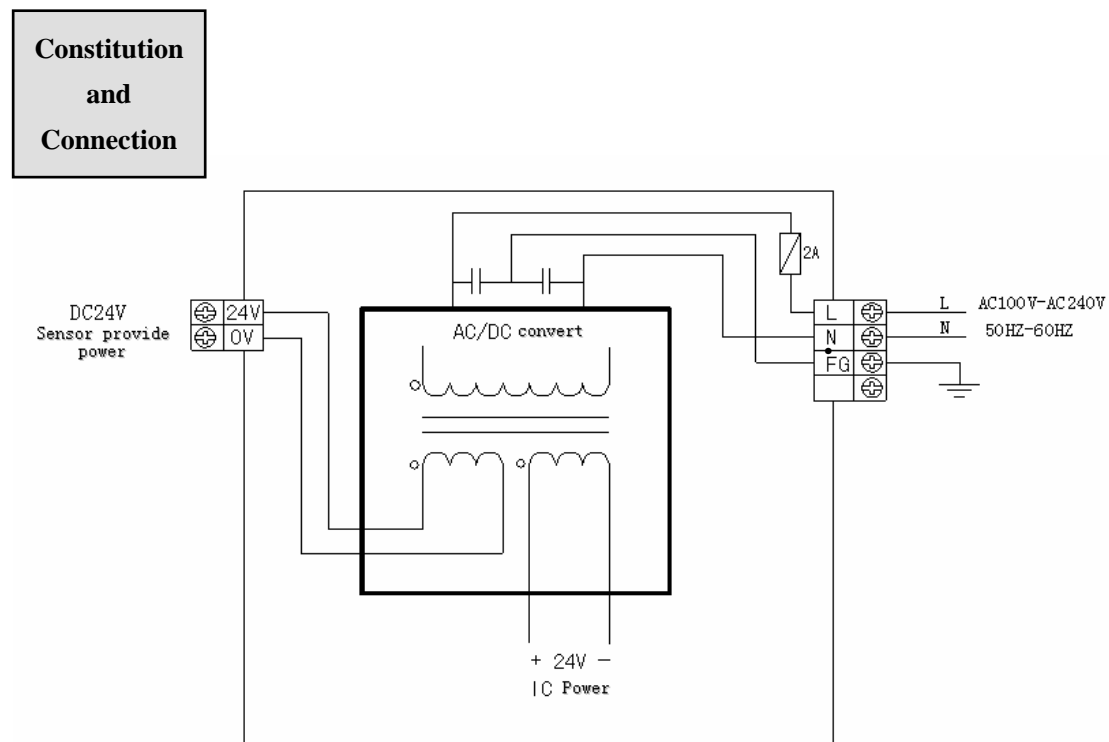 Constitution
and
Connection
2A
DC24V
Sensor provide
power
24V
0V
AC/DC convert
L
N
FG
L AC100V-AC240V
N 50HZ-60HZ
+ 24V −
IC Power